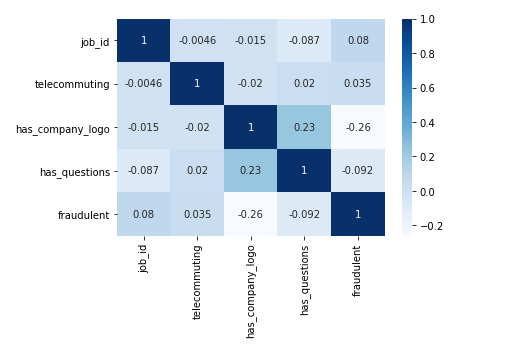 job_id 1 -0.0046 -0.015 -0.087 0.08
telecommuting -0.0046 1 -0.02 0.02 0.035
has_company_logo -0.015 -0.02 1 0.23 -0.26
has_questions -0.087 0.02 0.23 1 -0.092
fraudulent 0.08 0.035 -0.26 -0.092 1
job_id
telecommuting
has_company_logo
has_questions
fraudulent
1.0
0.8
0.6
0.4
0.2
0.0
−0.2